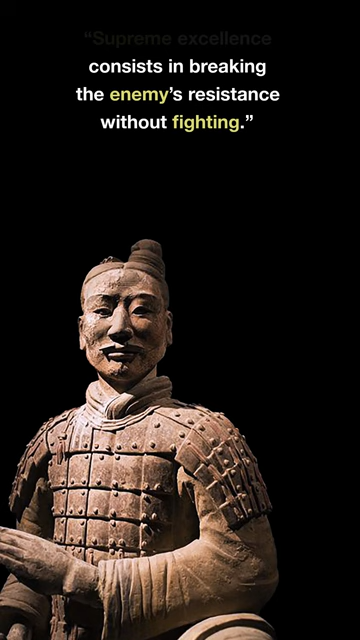 “Supreme excellence
consists in breaking
the enemy’s resistance
without fighting.”